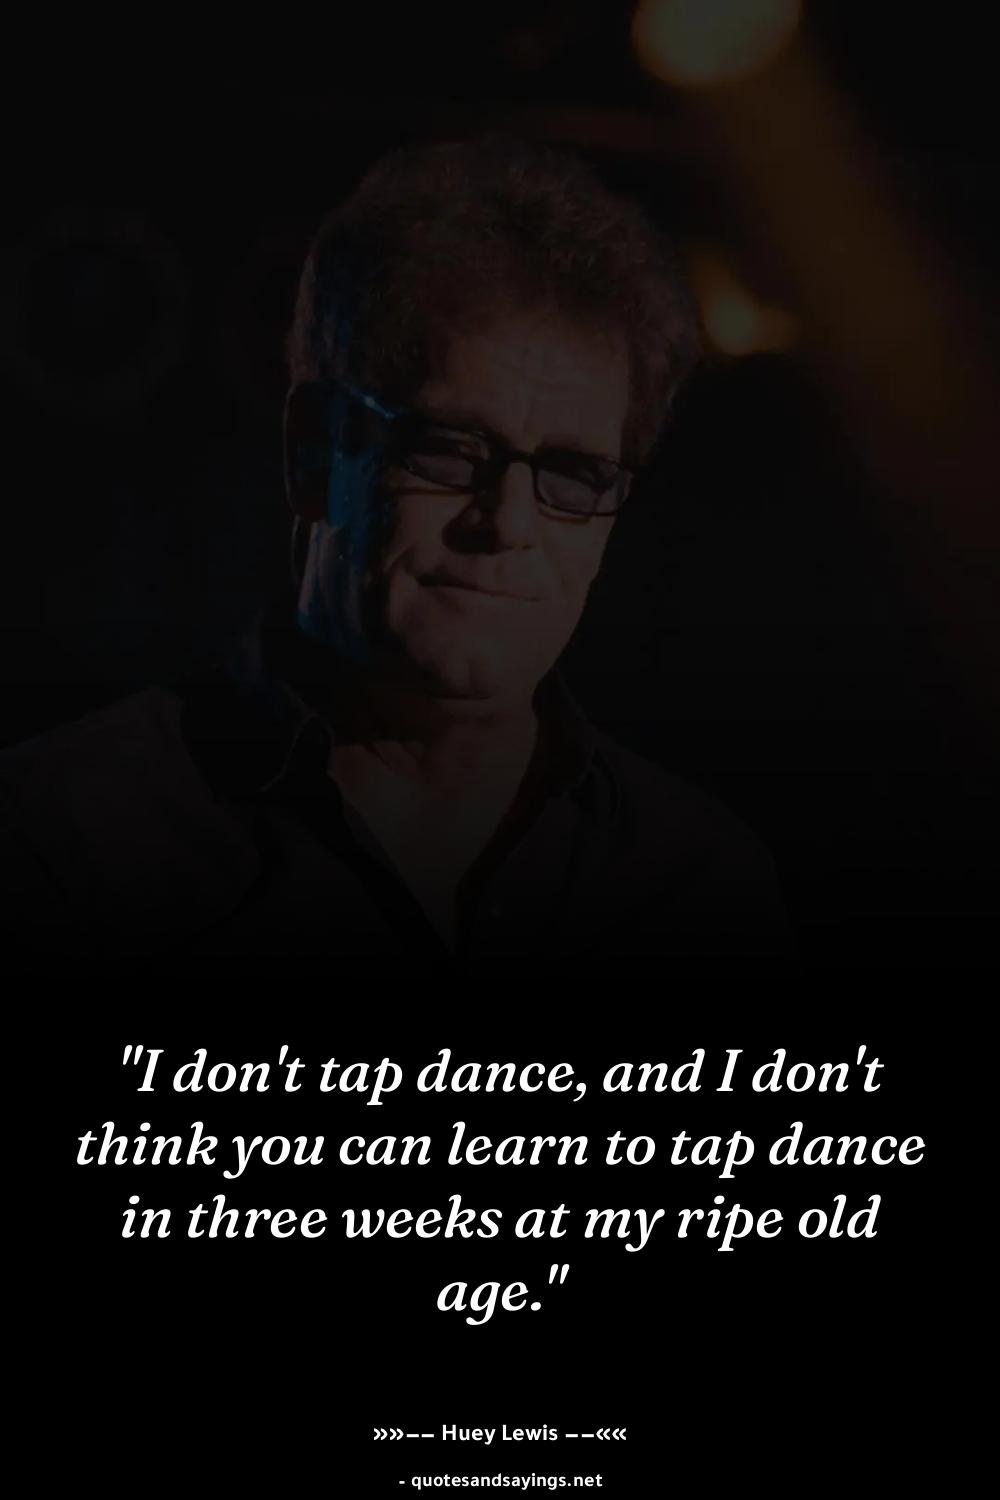 "I don't tap dance, and I don't
think you can learn to tap dance
in three weeks at my ripe old
age."
»»–– Huey Lewis ––««
- quotesandsayings.net